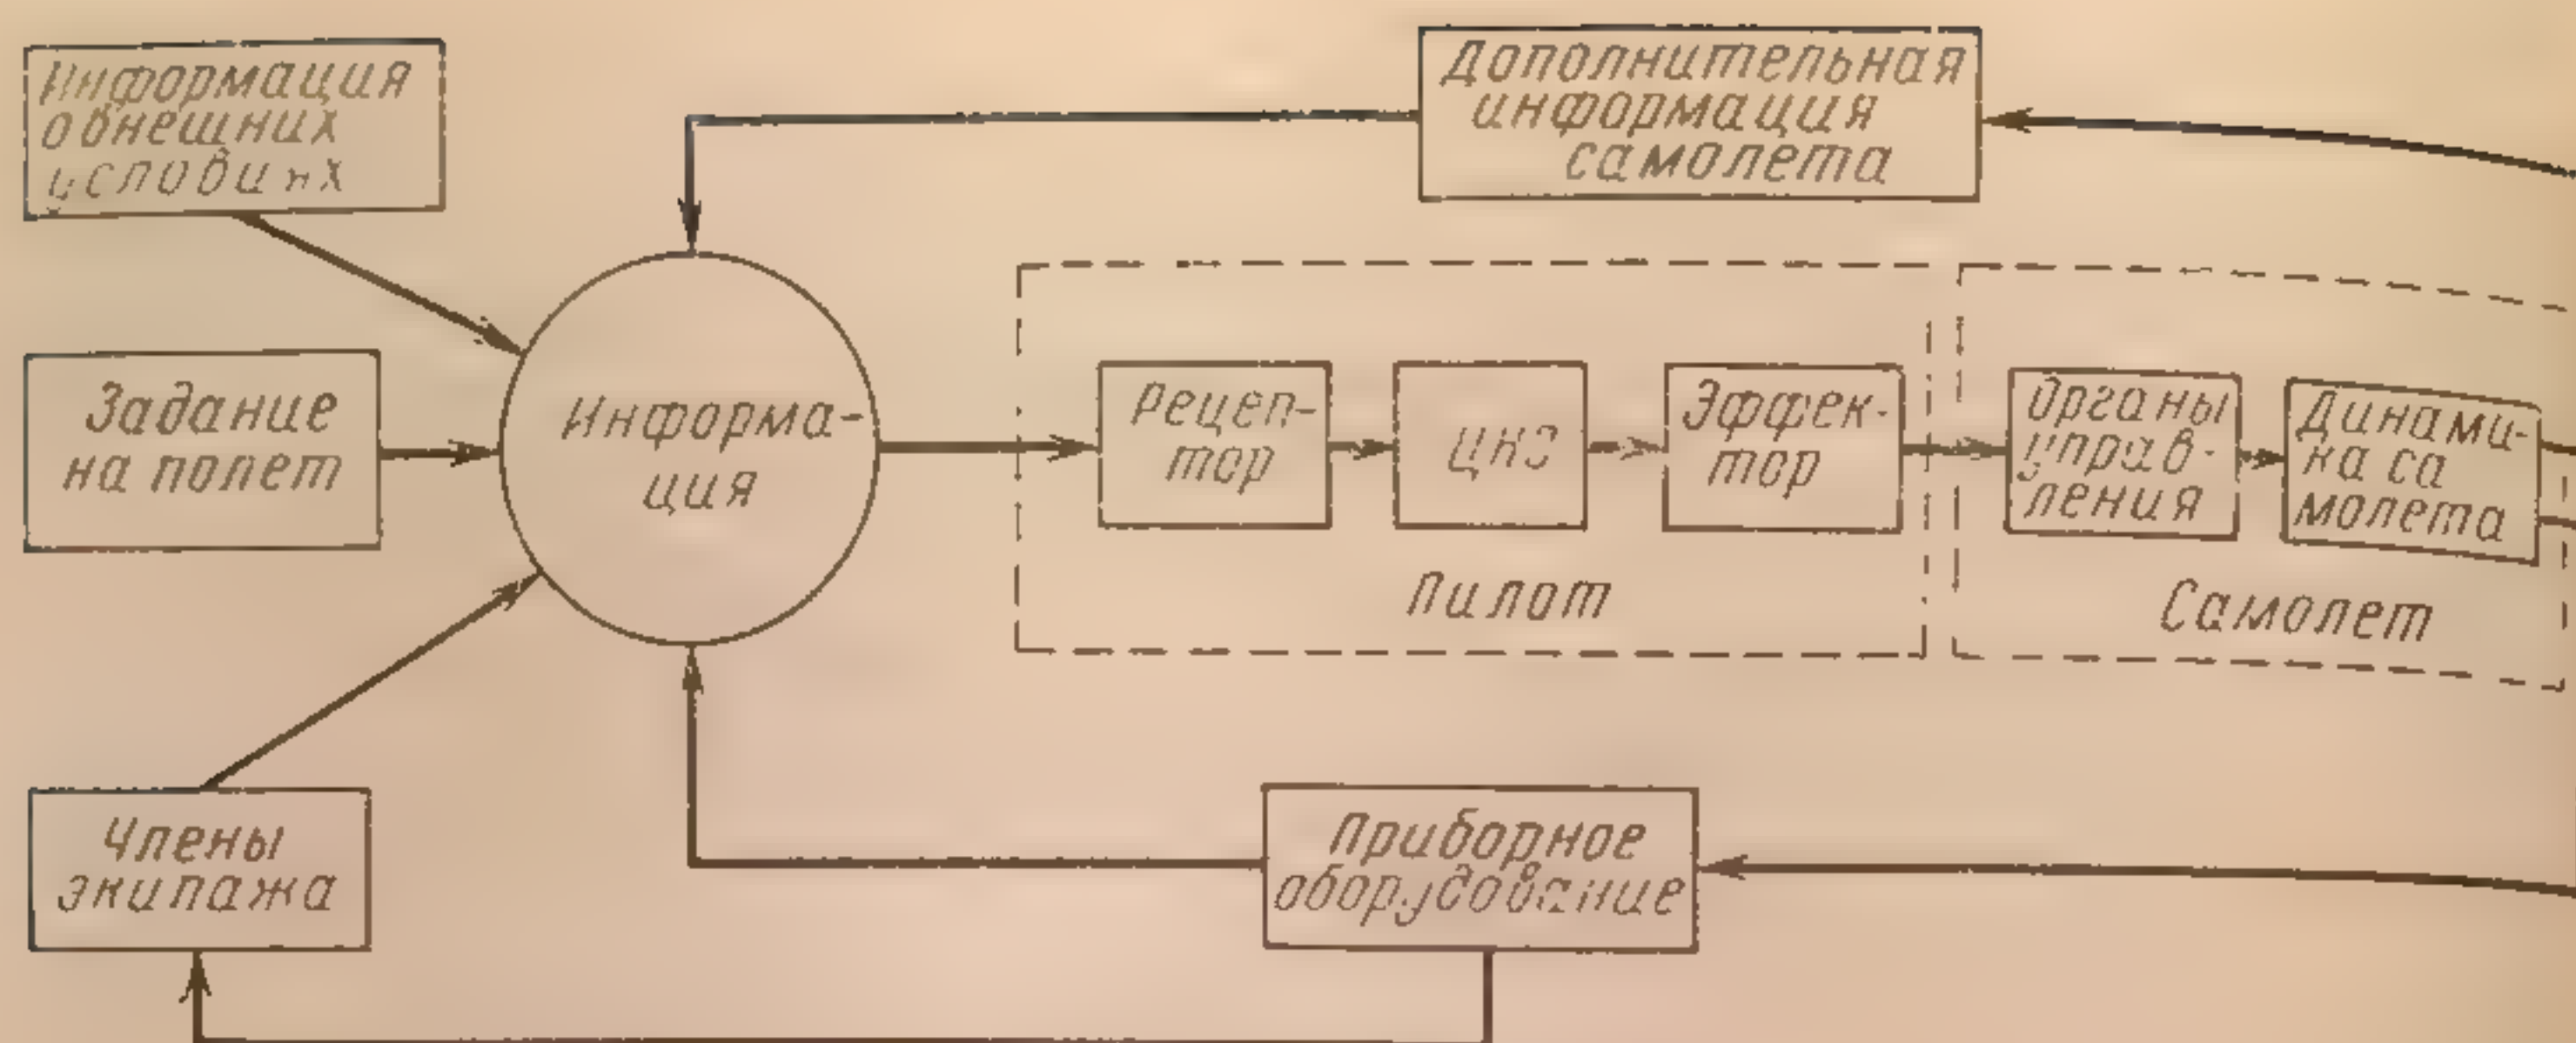 Информация
о внешних
условиях
Дополнительная
информация
самолета
Задание
на полет
Информа-
ция
Рецеп-
тор
ЦНС
Эффек-
тор
Органы
управ-
ления
Динами-
ка са
молета
Пилот
Самолет
Члены
экипажа
Приборное
оборудование